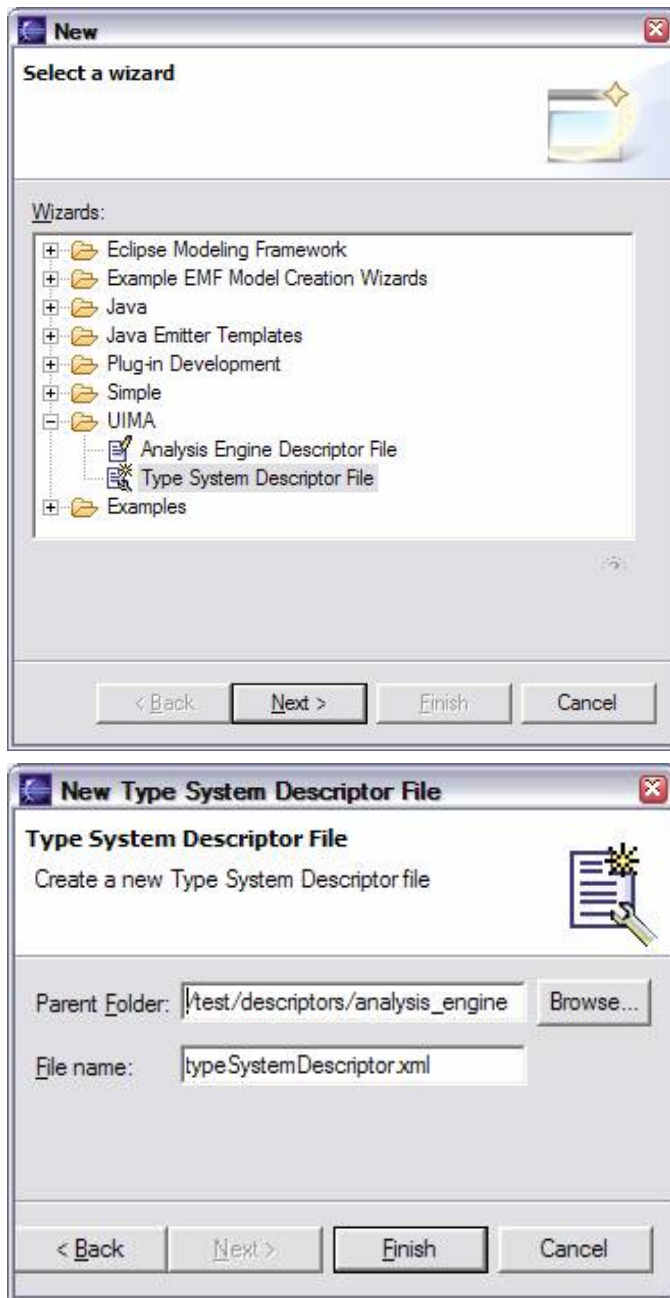 New
Select a wizard
Wizards:
Eclipse Modeling Framework
Example EMF Model Creation Wizards
Java
Java Emitter Templates
Plug-in Development
Simple
UIMA
Analysis Engine Descriptor File
Type System Descriptor File
Examples
< Back Next > Finish Cancel
New Type System Descriptor File
Type System Descriptor File
Create a new Type System Descriptor file
Parent Folder: /test/descriptors/analysis_engine Browse...
File name: typeSystemDescriptor.xml
< Back Next > Finish Cancel